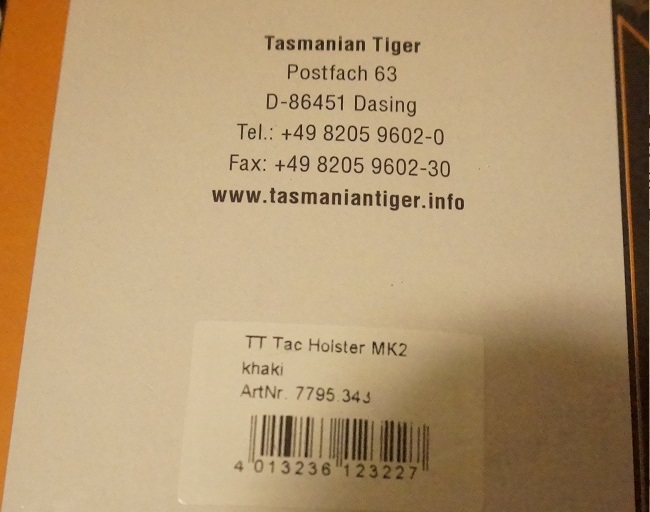 Tasmanian Tiger
Postfach 63
D-86451 Dasing
Tel.: +49 8205 9602-0
Fax: +49 8205 9602-30
www.tasmaniantiger.info
TT Tac Holster MK2
khaki
ArtNr. 7795.343
4 013236 123227